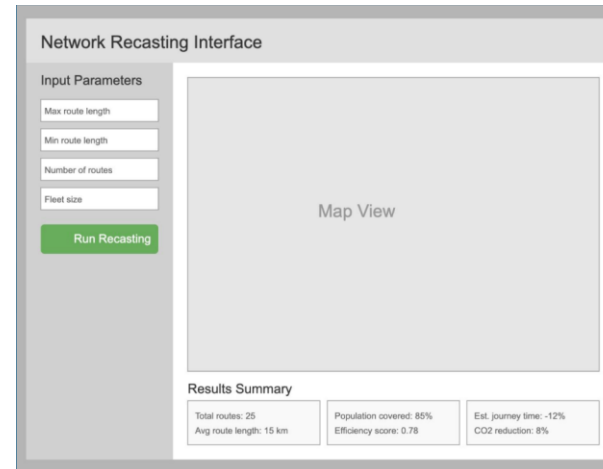 Network Recasting Interface
Input Parameters
Max route length
Min route length
Number of routes
Fleet size
Run Recasting
Map View
Results Summary
Total routes: 25
Avg route length: 15 km
Population covered: 85%
Efficiency score: 0.78
Est. journey time: -12%
CO2 reduction: 8%